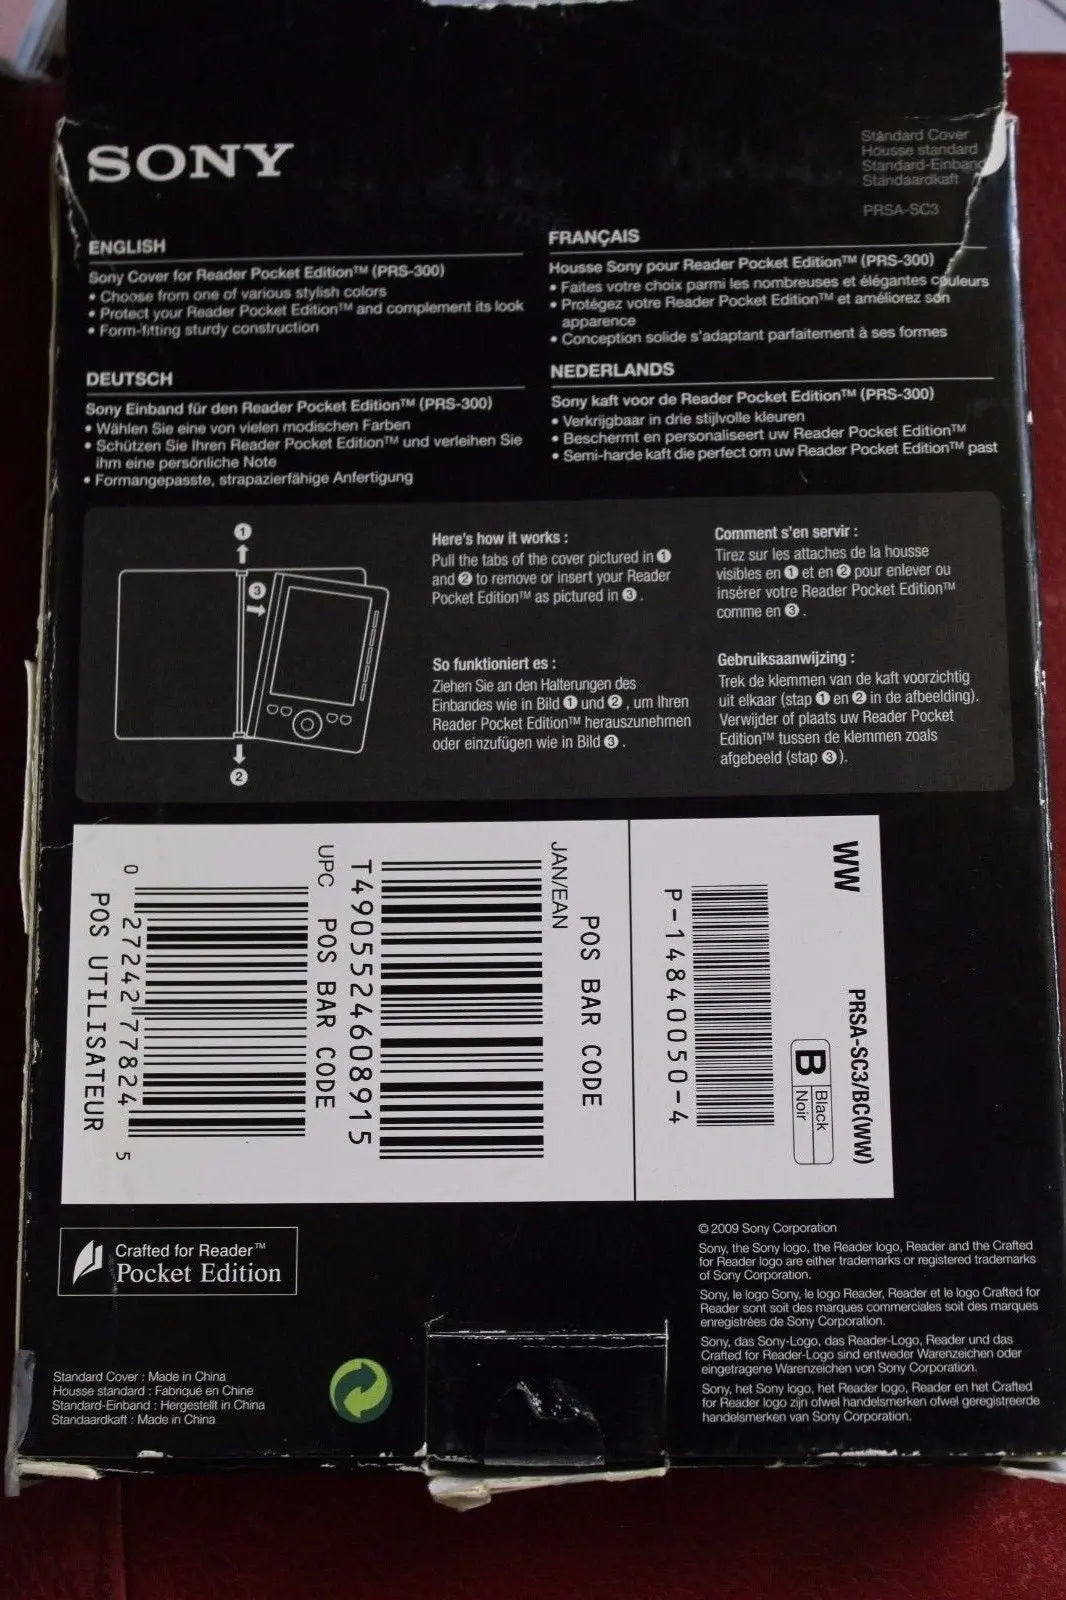 SONY
Standard Cover
Housse standard
Standard-Einband
Standaardkaft
PRSA-SC3
ENGLISH
Sony Cover for Reader Pocket Edition™ (PRS-300)
• Choose from one of various stylish colors
• Protect your Reader Pocket Edition™ and complement its look
• Form-fitting sturdy construction
FRANÇAIS
Housse Sony pour Reader Pocket Edition™ (PRS-300)
• Faites votre choix parmi les nombreuses et élégantes couleurs
• Protégez votre Reader Pocket Edition™ et améliorez son
apparence
• Conception solide s'adaptant parfaitement à ses formes
DEUTSCH
Sony Einband für den Reader Pocket Edition™ (PRS-300)
• Wählen Sie eine von vielen modischen Farben
• Schützen Sie Ihren Reader Pocket Edition™ und verleihen Sie
ihm eine persönliche Note
• Formangepasste, strapazierfähige Anfertigung
NEDERLANDS
Sony kaft voor de Reader Pocket Edition™ (PRS-300)
• Verkrijgbaar in drie stijlvolle kleuren
• Beschermt en personaliseert uw Reader Pocket Edition™
• Semi-harde kaft die perfect om uw Reader Pocket Edition™ past
1
3
2
Here's how it works :
Pull the tabs of the cover pictured in ❶
and ❷ to remove or insert your Reader
Pocket Edition™ as pictured in ❸ .
Comment s'en servir :
Tirez sur les attaches de la housse
visibles en ❶ et en ❷ pour enlever ou
insérer votre Reader Pocket Edition™
comme en ❸ .
So funktioniert es :
Ziehen Sie an den Halterungen des
Einbandes wie in Bild ❶ und ❷ , um Ihren
Reader Pocket Edition™ herauszunehmen
oder einzufügen wie in Bild ❸ .
Gebruiksaanwijzing :
Trek de klemmen van de kaft voorzichtig
uit elkaar (stap ❶ en ❷ in de afbeelding).
Verwijder of plaats uw Reader Pocket
Edition™ tussen de klemmen zoals
afgebeeld (stap ❸ ).
WW PRSA-SC3/BC(WW)
B Black
Noir
P-14840050-4
JAN/EAN POS BAR CODE
T4905524608915
UPC POS BAR CODE
0 27242 77824 5
POS UTILISATEUR
Crafted for Reader™
Pocket Edition
© 2009 Sony Corporation
Sony, the Sony logo, the Reader logo, Reader and the Crafted
for Reader logo are either trademarks or registered trademarks
of Sony Corporation.
Sony, le logo Sony, le logo Reader, Reader et le logo Crafted for
Reader sont soit des marques commerciales soit des marques
enregistrées de Sony Corporation.
Sony, das Sony-Logo, das Reader-Logo, Reader und das
Crafted for Reader-Logo sind entweder Warenzeichen oder
eingetragene Warenzeichen von Sony Corporation.
Sony, het Sony logo, het Reader logo, Reader en het Crafted
for Reader logo zijn ofwel handelsmerken ofwel geregistreerde
handelsmerken van Sony Corporation.
Standard Cover : Made in China
Housse standard : Fabriqué en Chine
Standard-Einband : Hergestellt in China
Standaardkaft : Made in China